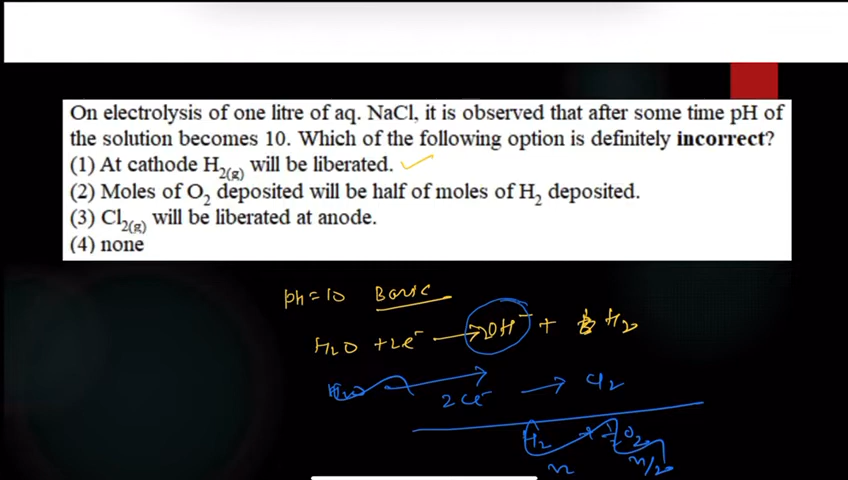 On electrolysis of one litre of aq. NaCl, it is observed that after some time pH of
the solution becomes 10. Which of the following option is definitely incorrect?
(1) At cathode H2(g) will be liberated.
(2) Moles of O2 deposited will be half of moles of H2 deposited.
(3) Cl2(g) will be liberated at anode.
(4) none
ph = 10 Basic
H2O + 2e- → 2OH- + H2
2Cl- → Cl2
H2 + 1/2 O2
n n/2